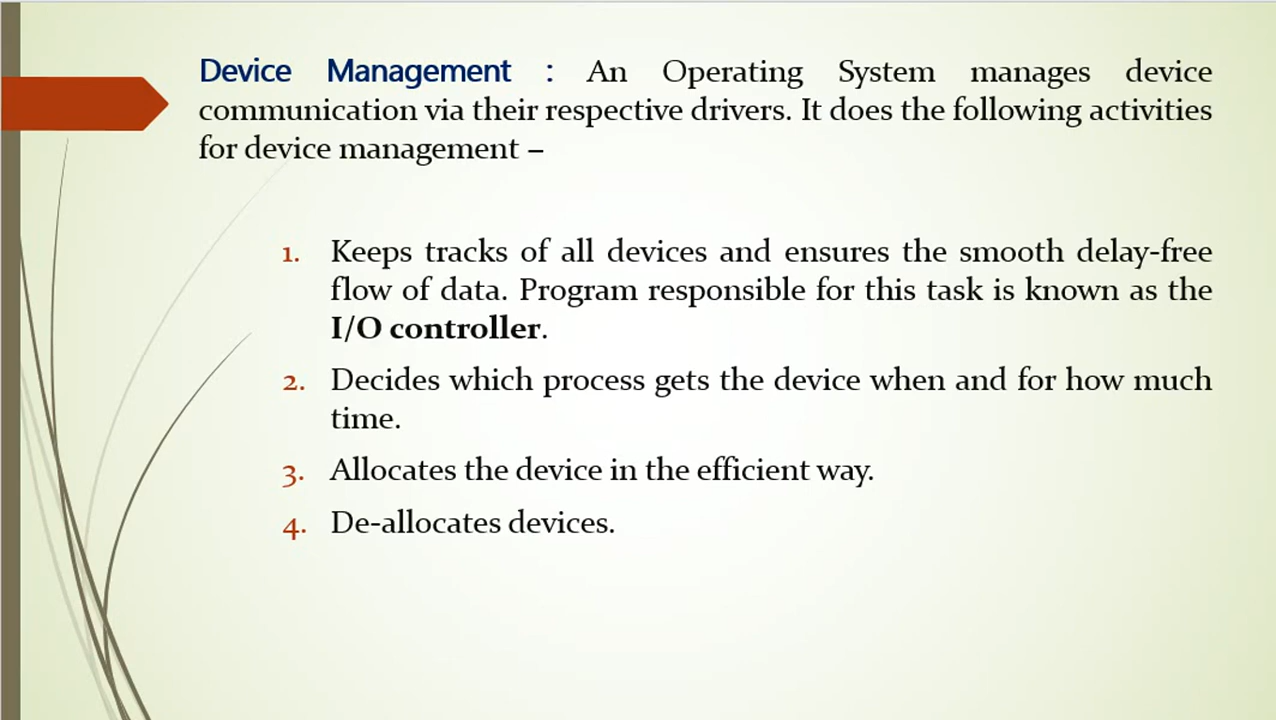 Device Management : An Operating System manages device
communication via their respective drivers. It does the following activities
for device management –
1. Keeps tracks of all devices and ensures the smooth delay-free
flow of data. Program responsible for this task is known as the
I/O controller.
2. Decides which process gets the device when and for how much
time.
3. Allocates the device in the efficient way.
4. De-allocates devices.